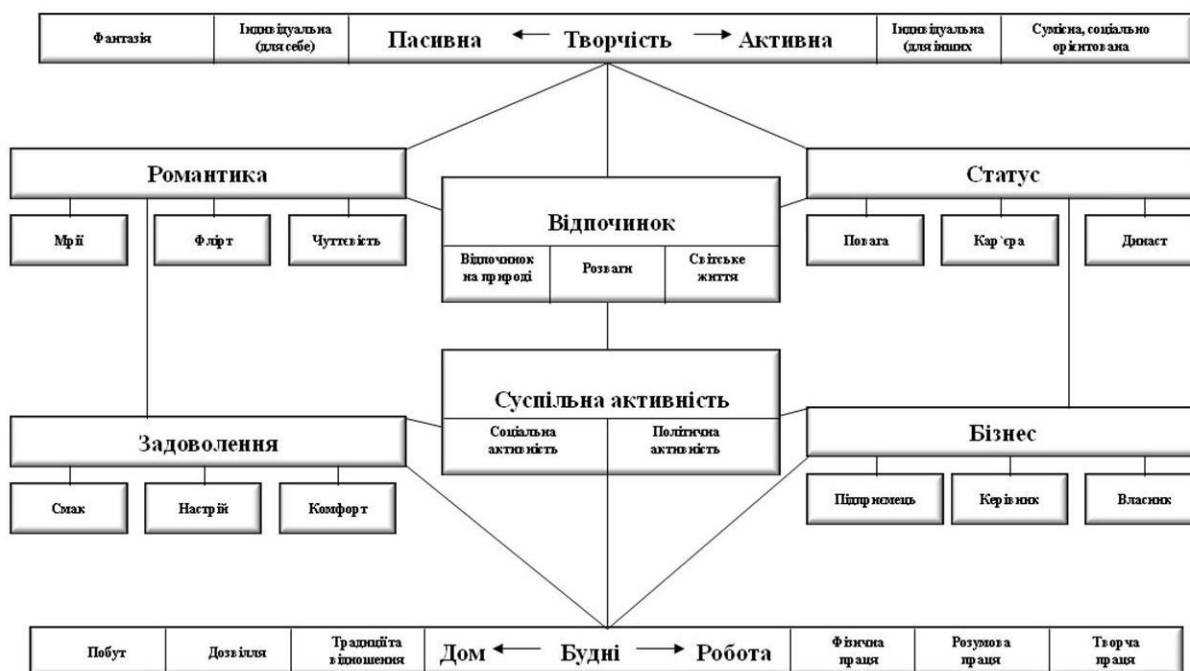 Фантазія
Індивідуальна
(для себе)
Пасивна
Творчість
Активна
Індивідуальна
(для інших
Сумісна, соціально
орієнтована
Романтика
Мрії
Флірт
Чуттєвість
Відпочинок
Відпочинок
на природі
Розваги
Світське
життя
Статус
Повага
Кар`єра
Династ
Задоволення
Смак
Настрій
Комфорт
Суспільна активність
Соціальна
активність
Політична
активність
Бізнес
Підприємець
Керівник
Власник
Побут
Дозвілля
Традиції та
відношення
Дом
Будні
Робота
Фізична
праця
Розумова
праця
Творча
праця